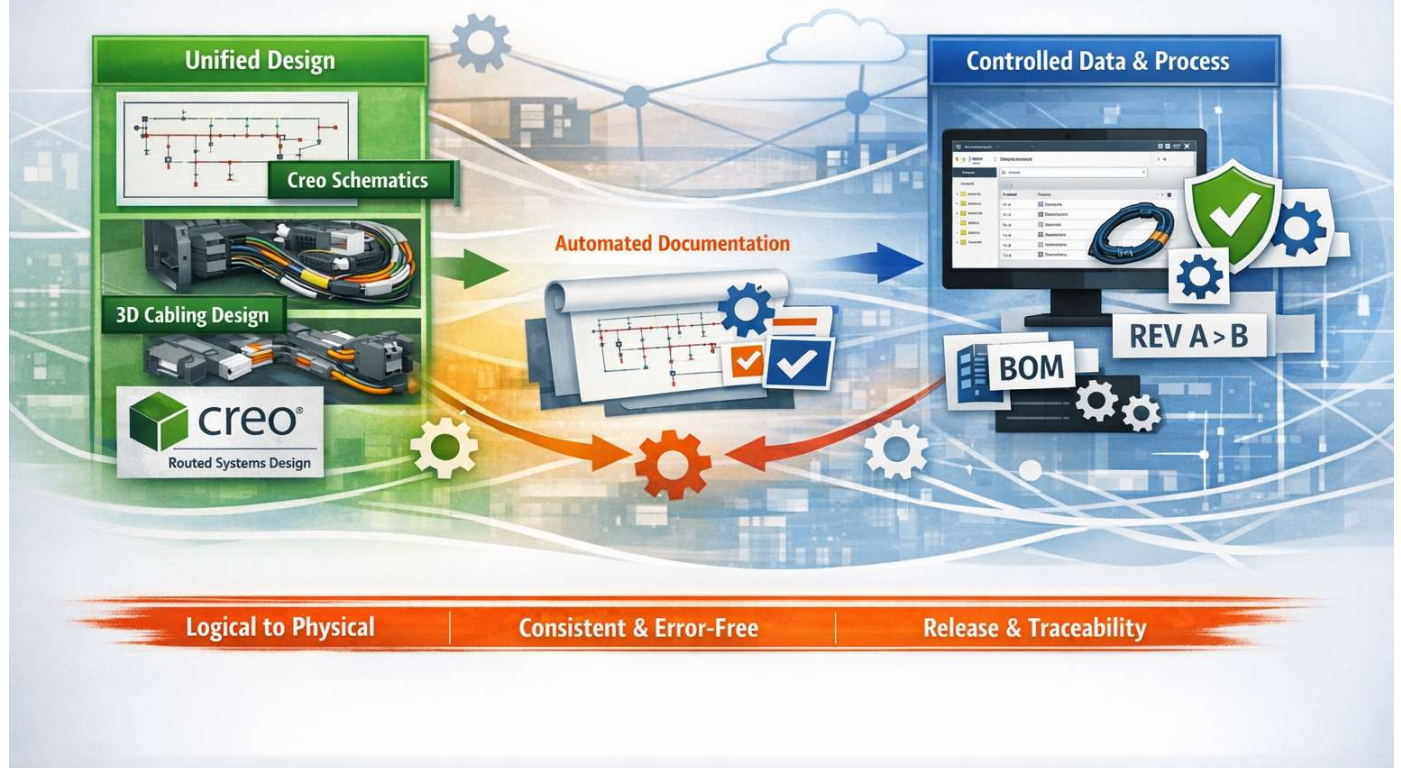 Unified Design
Creo Schematics
3D Cabling Design
creo®
Routed Systems Design
Automated Documentation
Controlled Data & Process
REV A>B
BOM
Logical to Physical
Consistent & Error-Free
Release & Traceability